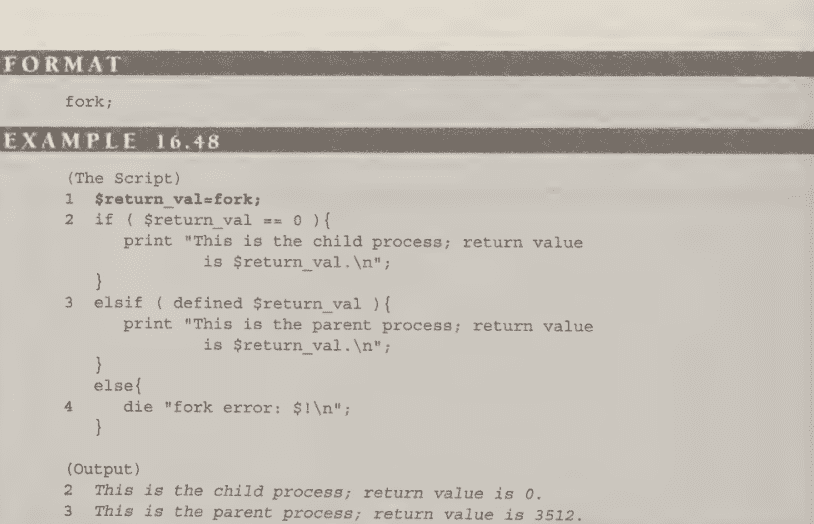 FORMAT
fork;
EXAMPLE 16.48
(The Script)
1 $return_val=fork;
2 if ( $return_val == 0 ){
print "This is the child process; return value
is $return_val.\n";
}
3 elsif ( defined $return_val ){
print "This is the parent process; return value
is $return_val.\n";
}
else{
4 die "fork error: $!\n";
}
(Output)
2 This is the child process; return value is 0.
3 This is the parent process; return value is 3512.